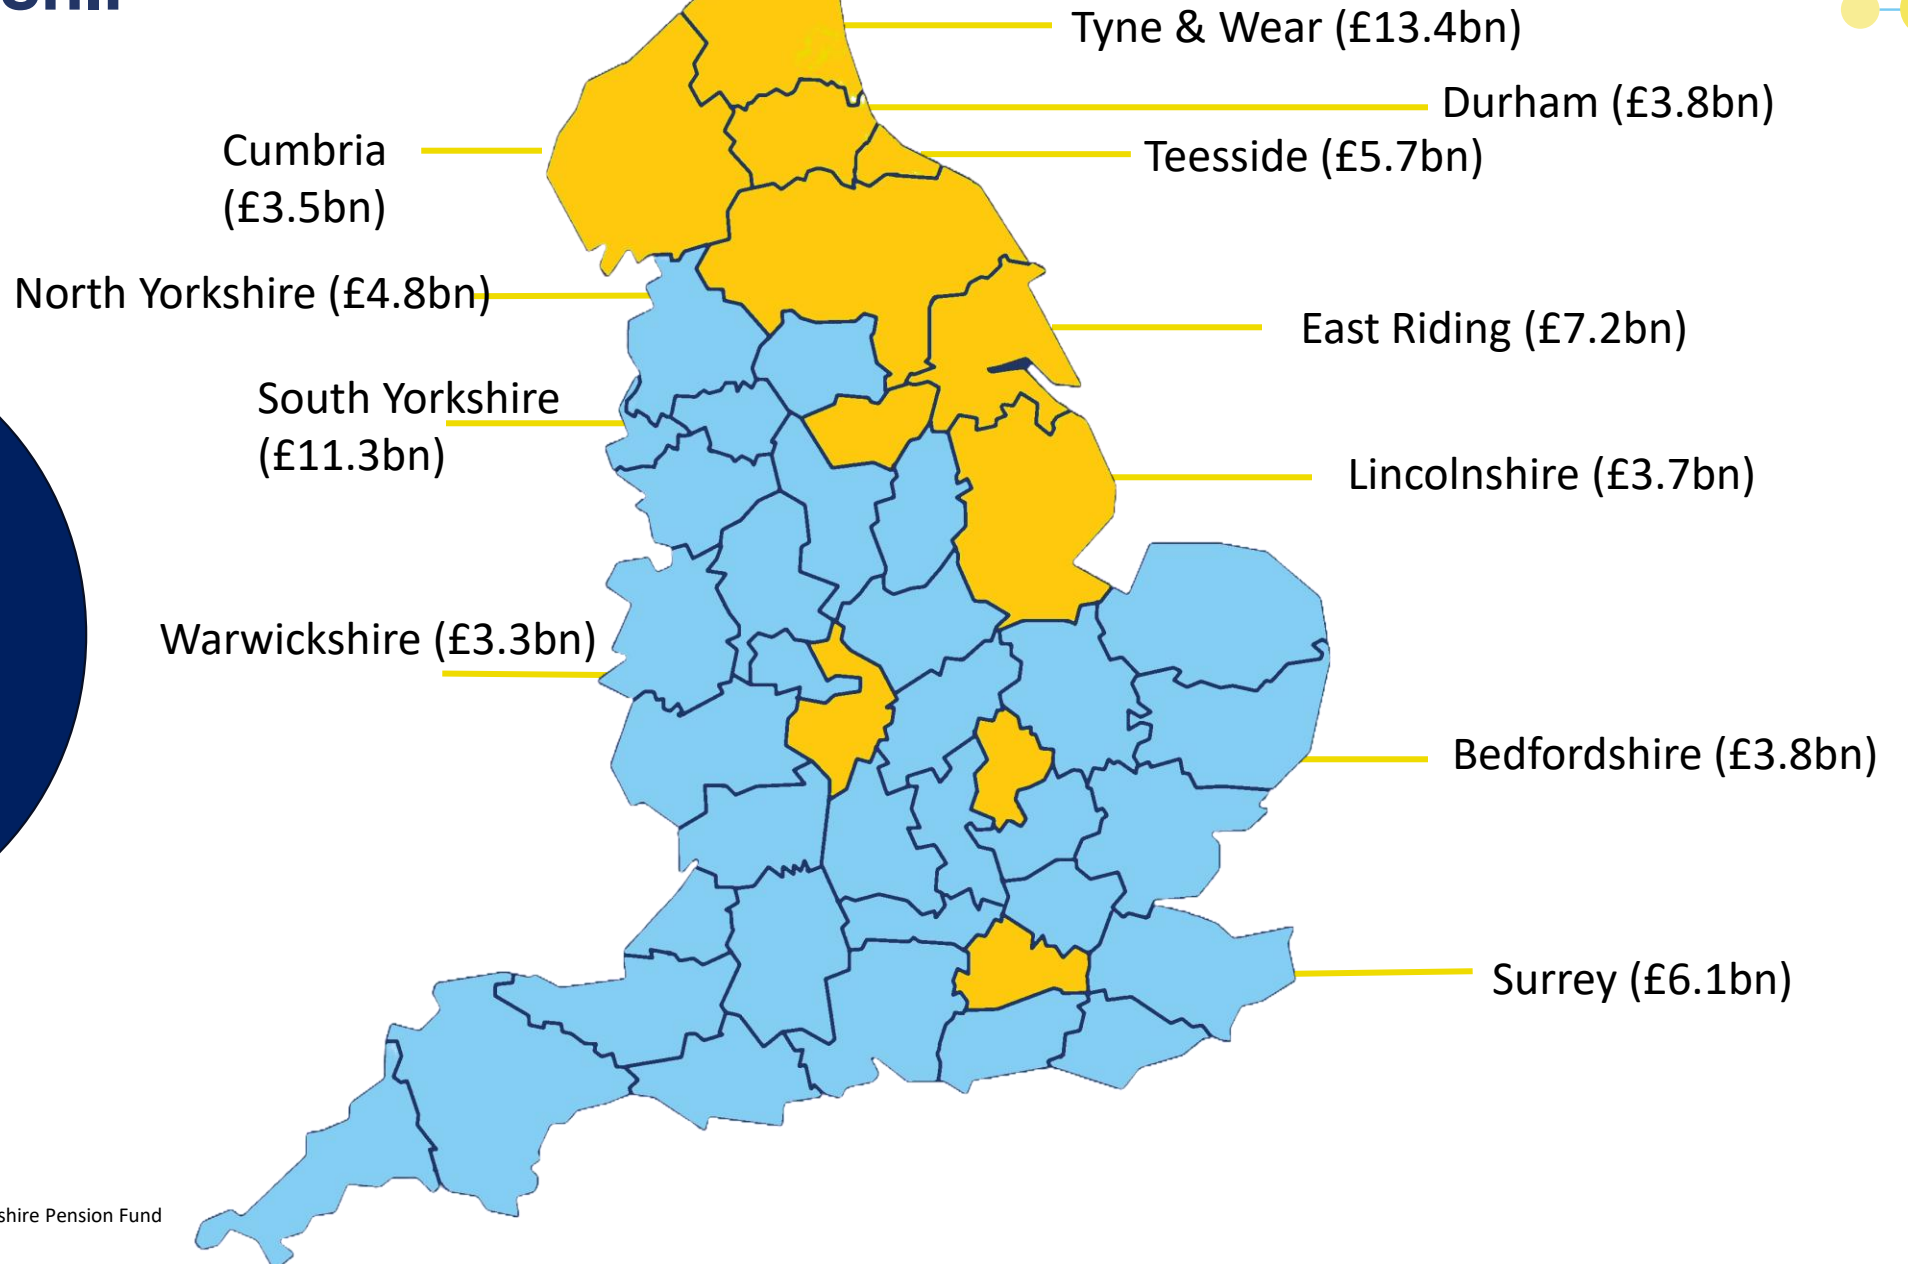 Tyne & Wear (£13.4bn)
Durham (£3.8bn)
Cumbria
(£3.5bn)
Teesside (£5.7bn)
North Yorkshire (£4.8bn)
East Riding (£7.2bn)
South Yorkshire
(£11.3bn)
Lincolnshire (£3.7bn)
Warwickshire (£3.3bn)
Bedfordshire (£3.8bn)
Surrey (£6.1bn)
shire Pension Fund